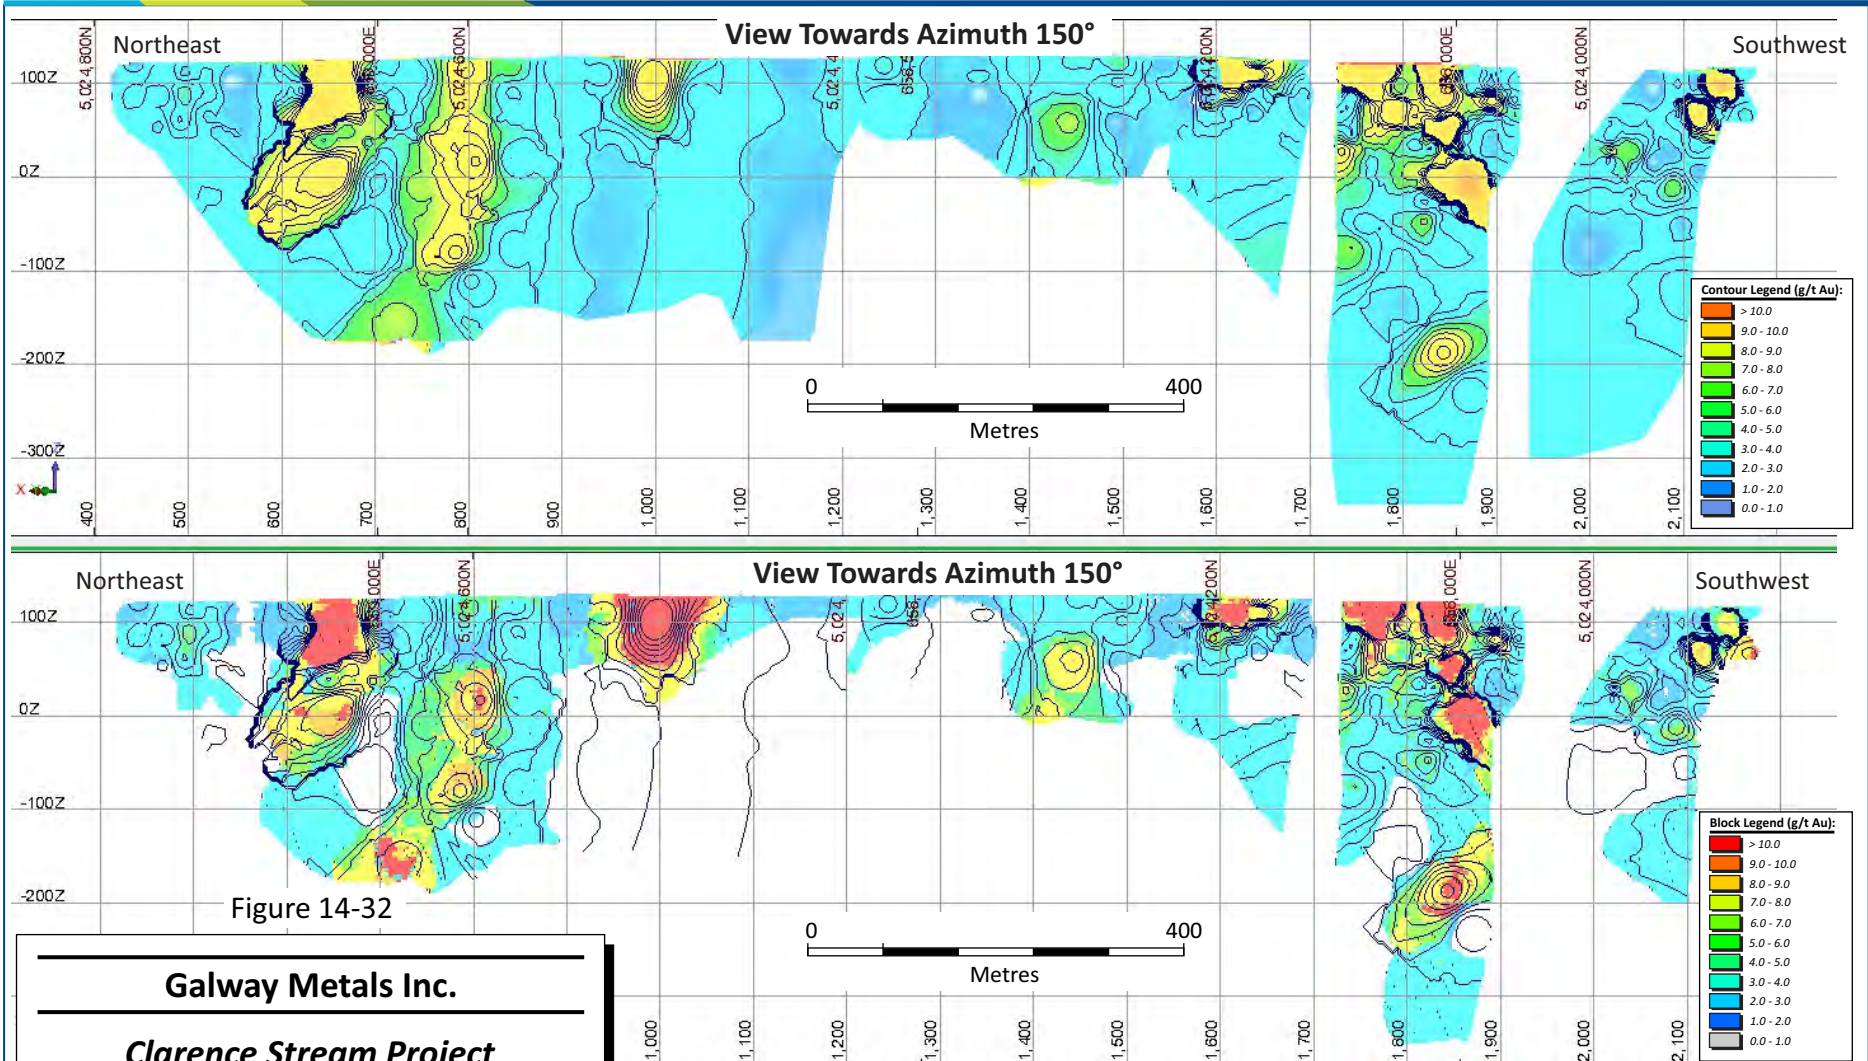 View Towards Azimuth 150°
Northeast
Southwest
5,024,800N
5,024,600N
5,024,000N
100Z
0Z
-100Z
-200Z
-300Z
X
0 400
Metres
400 500 600 700 800 900 1,000 1,100 1,200 1,300 1,400 1,500 1,600 1,700 1,800 1,900 2,000 2,100
Contour Legend (g/t Au):
> 10.0
9.0 - 10.0
8.0 - 9.0
7.0 - 8.0
6.0 - 7.0
5.0 - 6.0
4.0 - 5.0
3.0 - 4.0
2.0 - 3.0
1.0 - 2.0
0.0 - 1.0
View Towards Azimuth 150°
Northeast
Southwest
5,024,600N
5,024,000N
100Z
0Z
-100Z
-200Z
0 400
Metres
1,000 1,100 1,200 1,300 1,400 1,500 1,600 1,700 1,800 1,900 2,000 2,100
Block Legend (g/t Au):
> 10.0
9.0 - 10.0
8.0 - 9.0
7.0 - 8.0
6.0 - 7.0
5.0 - 6.0
4.0 - 5.0
3.0 - 4.0
2.0 - 3.0
1.0 - 2.0
0.0 - 1.0
Figure 14-32
Galway Metals Inc.
Clarence Stream Project